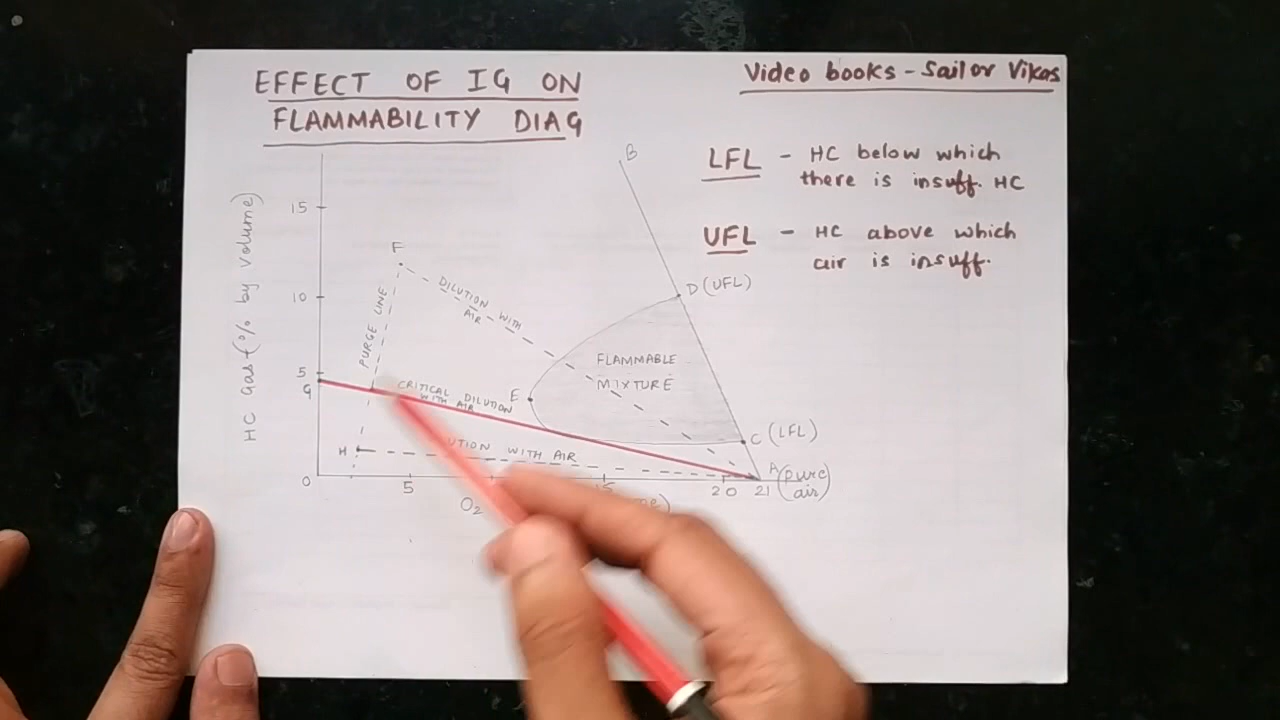 EFFECT OF IG ON
FLAMMABILITY DIAG
Video books - Sailor Vikas
LFL - HC below which
there is insuff. HC
UFL - HC above which
air is insuff.
HC Gas (% by volume)
15
10
5
G
0
B
F
D (UFL)
PURGE LINE
DILUTION WITH
AIR
FLAMMABLE
MIXTURE
E
CRITICAL DILUTION
WITH AIR
C (LFL)
H
UTION WITH AIR
A (pure
air)
5
15
20
21
O2